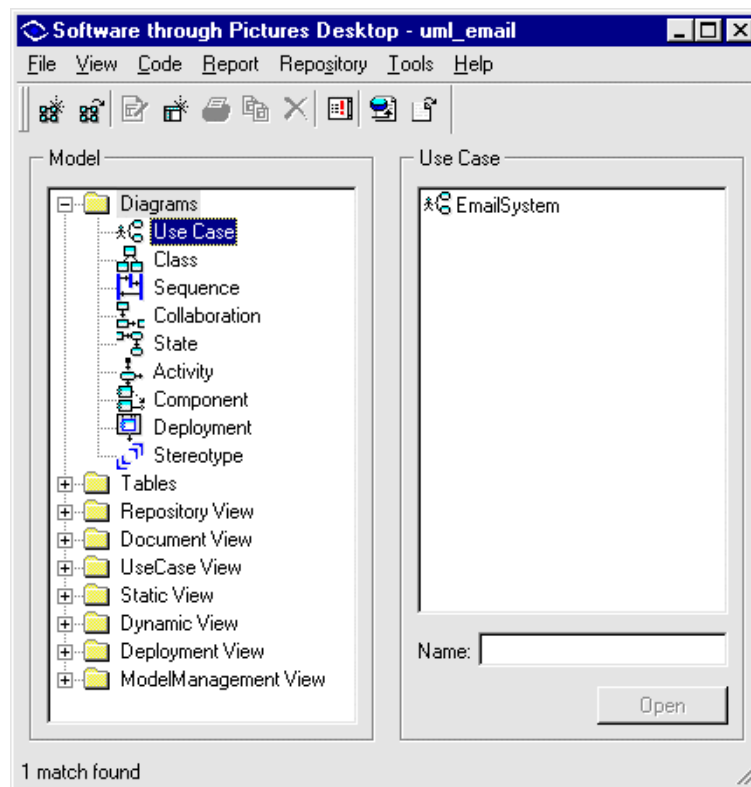 Software through Pictures Desktop - uml_email
File View Code Report Repository Tools Help
Model
Diagrams
Use Case
Class
Sequence
Collaboration
State
Activity
Component
Deployment
Stereotype
Tables
Repository View
Document View
UseCase View
Static View
Dynamic View
Deployment View
ModelManagement View
Use Case
EmailSystem
Name:
Open
1 match found